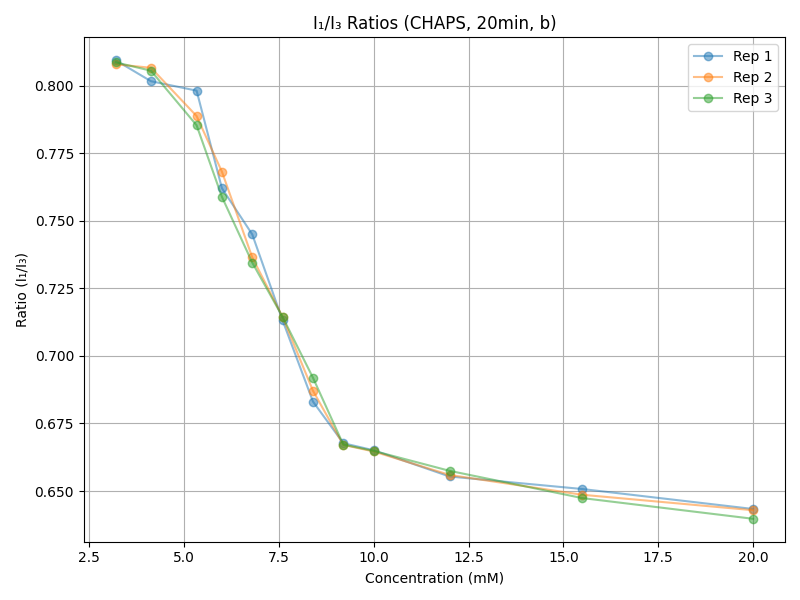 I₁/I₃ Ratios (CHAPS, 20min, b)
Rep 1
Rep 2
Rep 3
Ratio (I₁/I₃)
0.800
0.775
0.750
0.725
0.700
0.675
0.650
2.5 5.0 7.5 10.0 12.5 15.0 17.5 20.0
Concentration (mM)